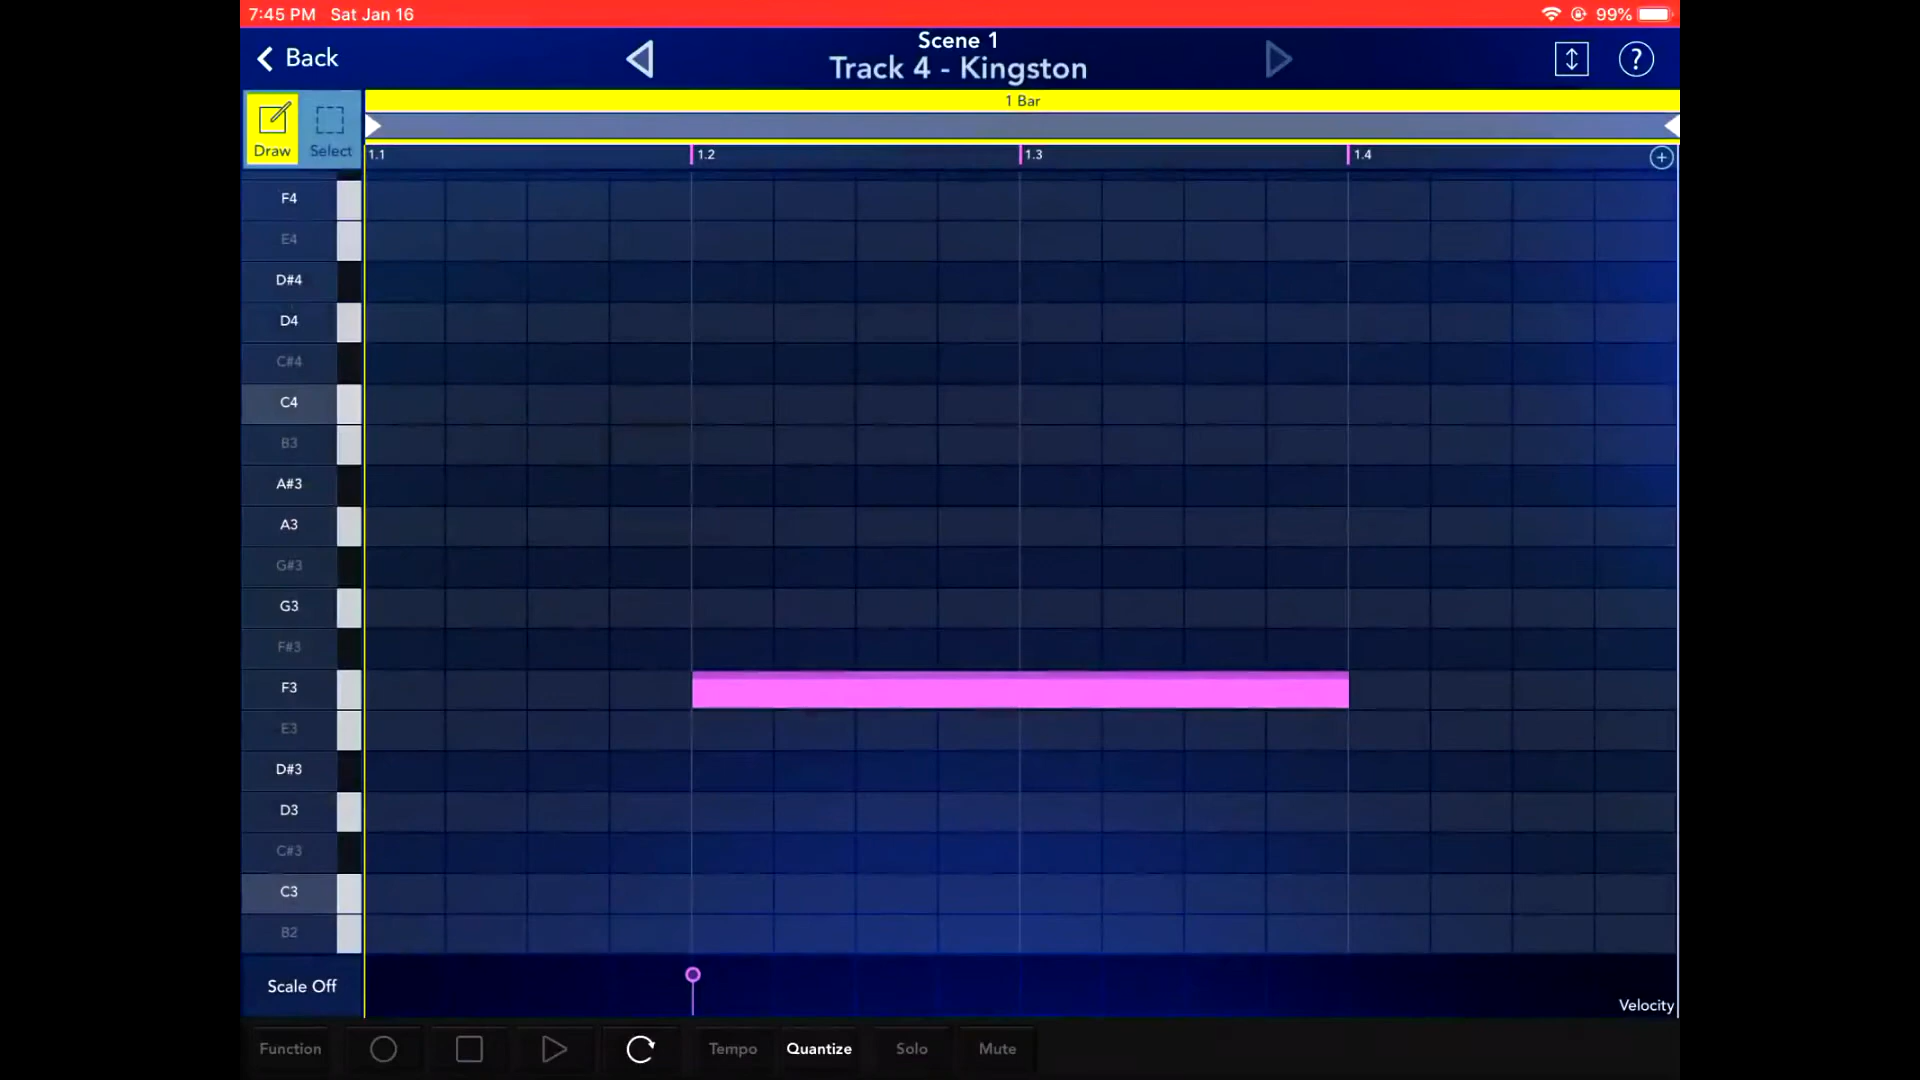 7:45 PM Sat Jan 16
99%
Back
Scene 1
Track 4 - Kingston
?
1 Bar
Draw
Select
1.1
1.2
1.3
1.4
F4
E4
D#4
D4
C#4
C4
B3
A#3
A3
G#3
G3
F#3
F3
E3
D#3
D3
C#3
C3
B2
Scale Off
Velocity
Function
Tempo
Quantize
Solo
Mute